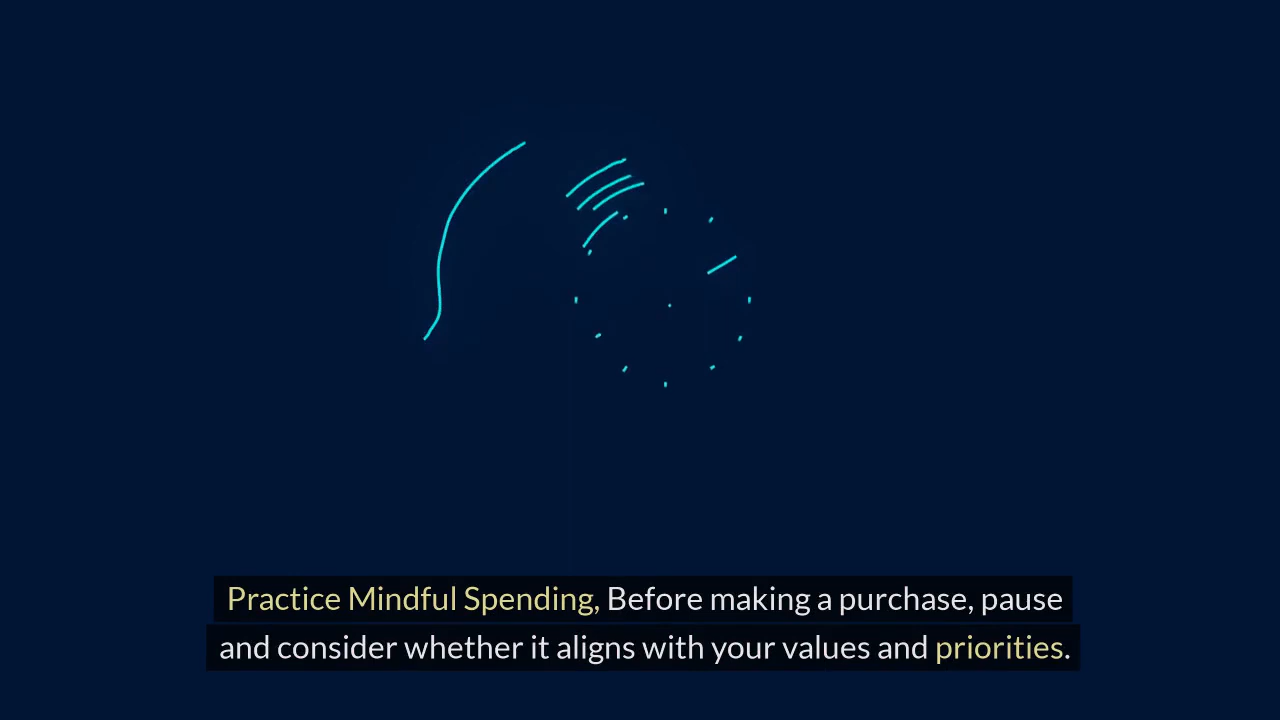 Practice Mindful Spending, Before making a purchase, pause
and consider whether it aligns with your values and priorities.